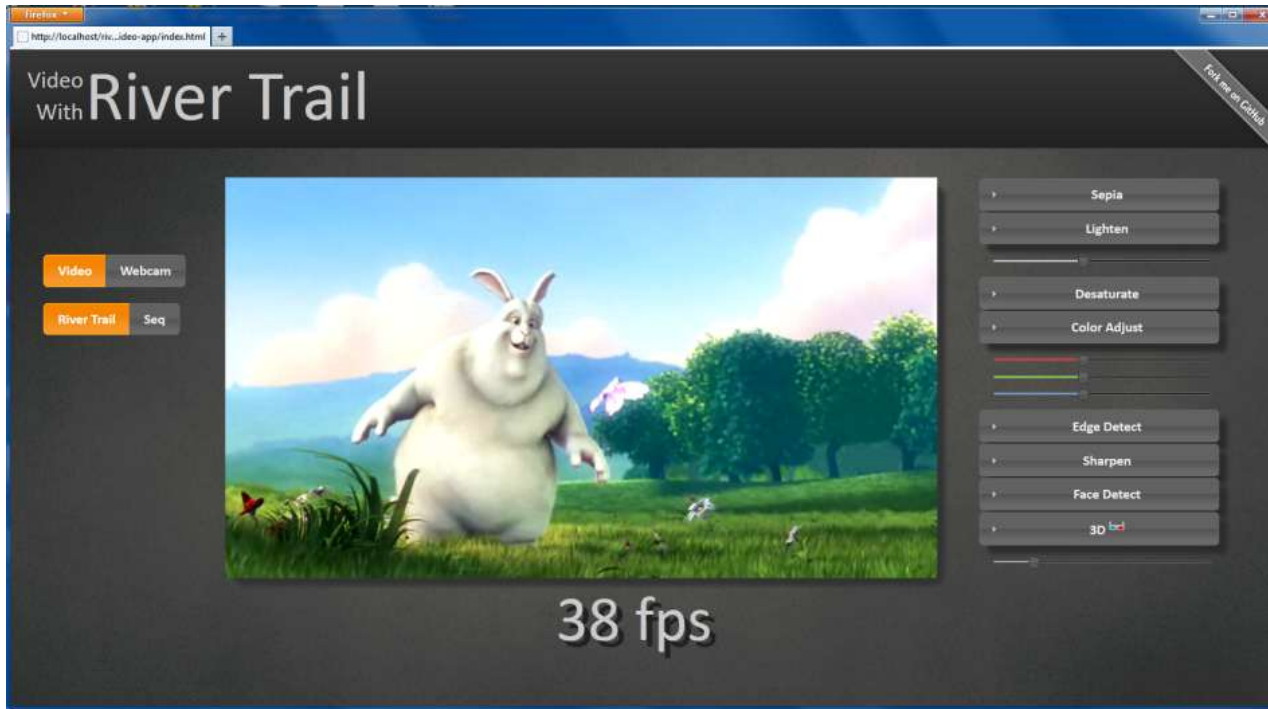 Firefox
http://localhost/riv...ideo-app/index.html
+
Video
With
River Trail
Fork me on GitHub
Video
Webcam
River Trail
Seq
Sepia
Lighten
Desaturate
Color Adjust
Edge Detect
Sharpen
Face Detect
3D
38 fps